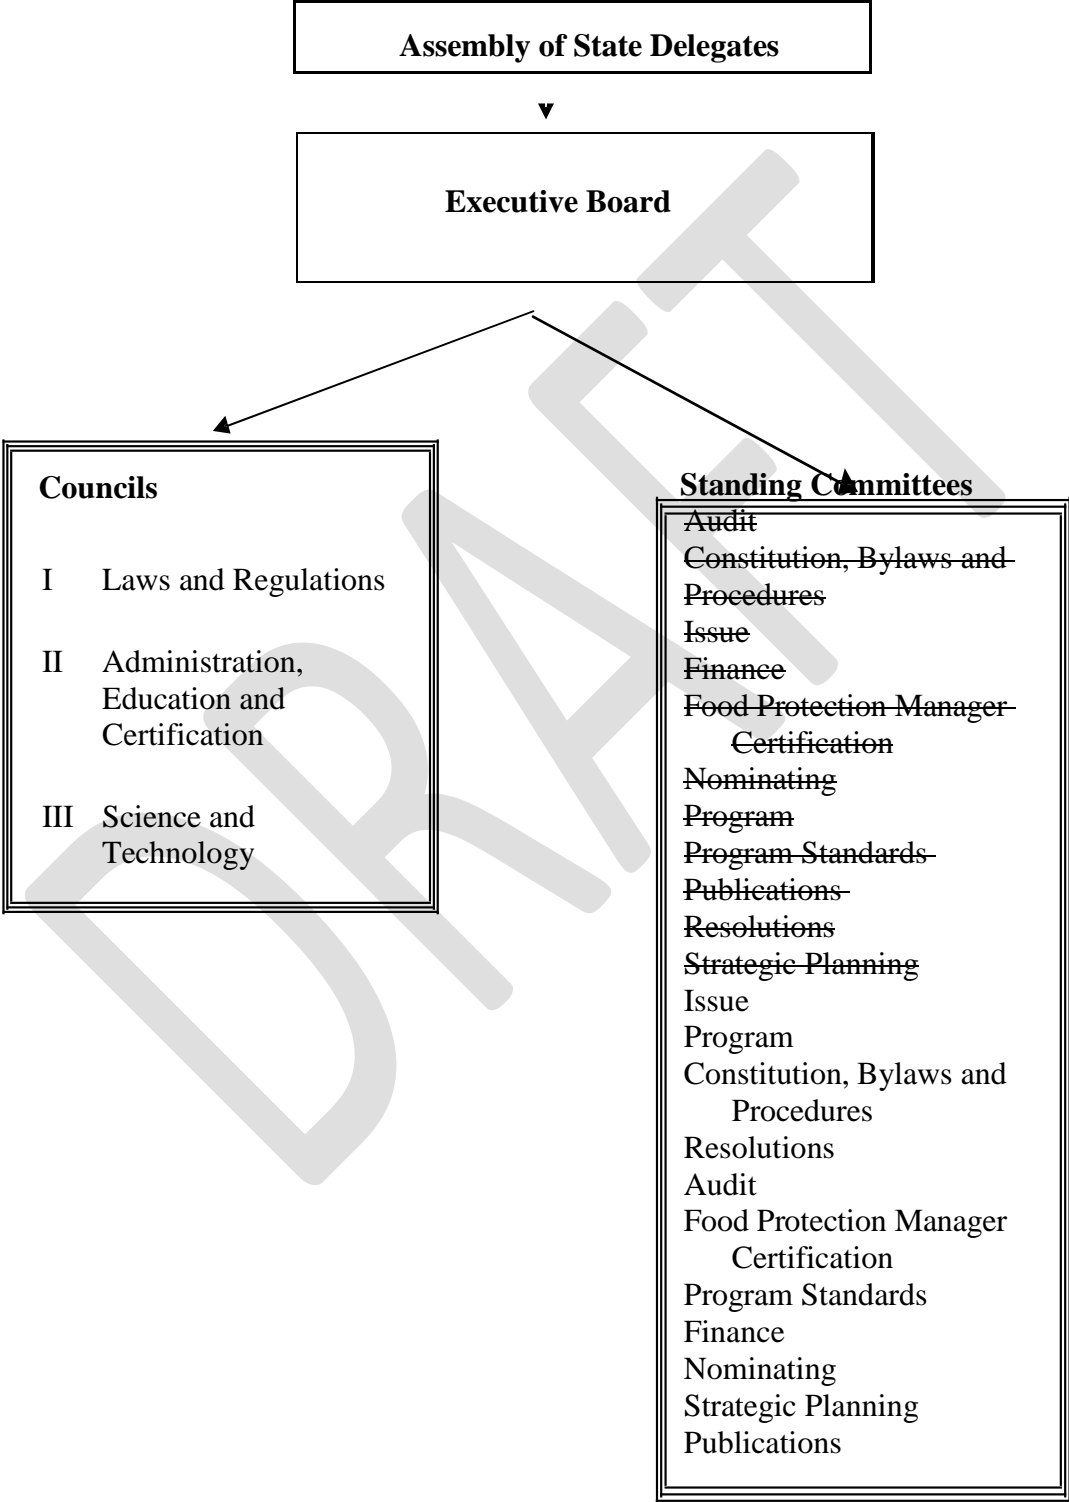 Assembly of State Delegates
Executive Board
Councils
I Laws and Regulations
II Administration,
Education and
Certification
III Science and
Technology
Standing Committees
Audit
Constitution, Bylaws and
Procedures
Issue
Finance
Food Protection Manager
Certification
Nominating
Program
Program Standards
Publications
Resolutions
Strategic Planning
Issue
Program
Constitution, Bylaws and
Procedures
Resolutions
Audit
Food Protection Manager
Certification
Program Standards
Finance
Nominating
Strategic Planning
Publications
DRAFT